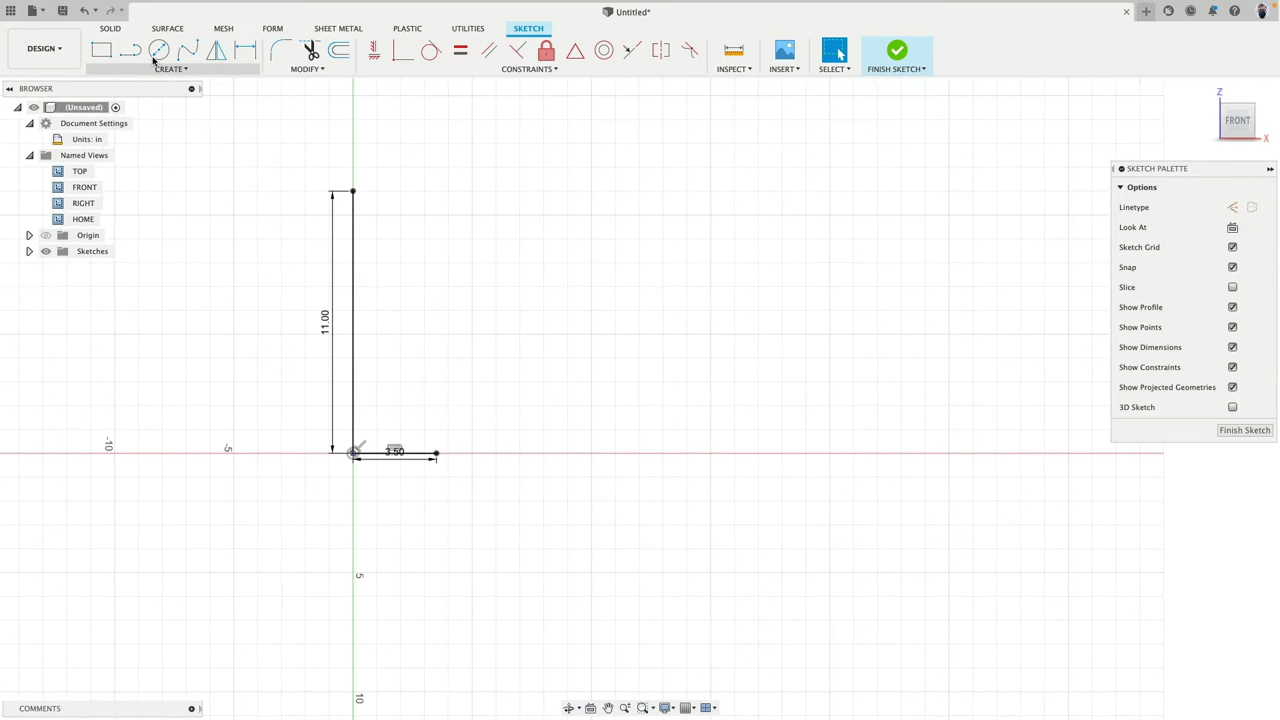 Untitled*
DESIGN
SOLID
SURFACE
MESH
FORM
SHEET METAL
PLASTIC
UTILITIES
SKETCH
CREATE
MODIFY
CONSTRAINTS
INSPECT
INSERT
SELECT
FINISH SKETCH
BROWSER
(Unsaved)
Document Settings
Units: in
Named Views
TOP
FRONT
RIGHT
HOME
Origin
Sketches
11.00
3.50
-10
-5
5
10
Z
FRONT
X
SKETCH PALETTE
Options
Linetype
Look At
Sketch Grid
Snap
Slice
Show Profile
Show Points
Show Dimensions
Show Constraints
Show Projected Geometries
3D Sketch
Finish Sketch
COMMENTS